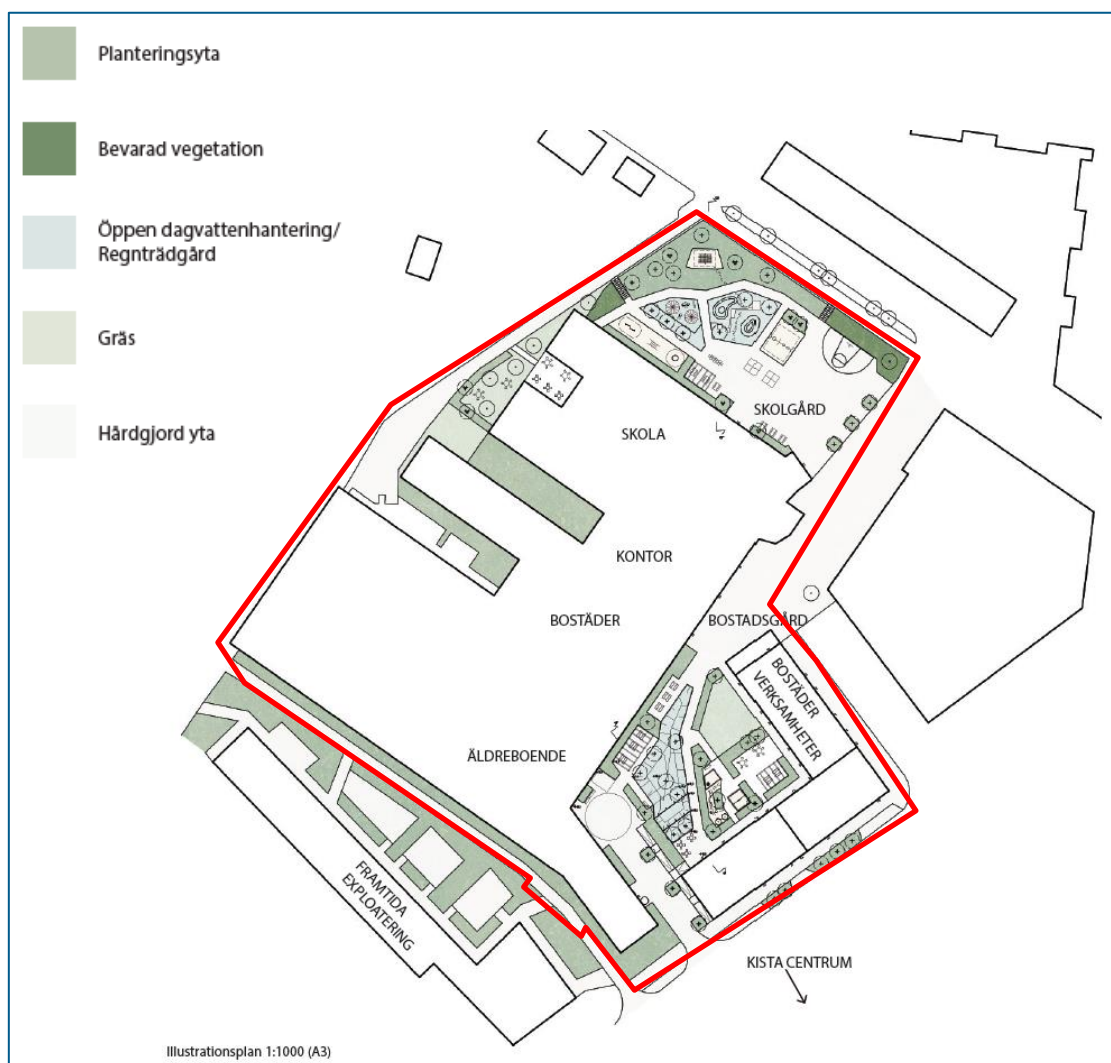 Planteringsyta
Bevarad vegetation
Öppen dagvattenhantering/
Regnträdgård
Gräs
Hårdgjord yta
SKOLGÅRD
SKOLA
KONTOR
BOSTÄDER
BOSTADSGÅRD
BOSTÄDER
VERKSAMHETER
ÄLDREBOENDE
FRAMTIDA
EXPLOATERING
KISTA CENTRUM
Illustrationsplan 1:1000 (A3)